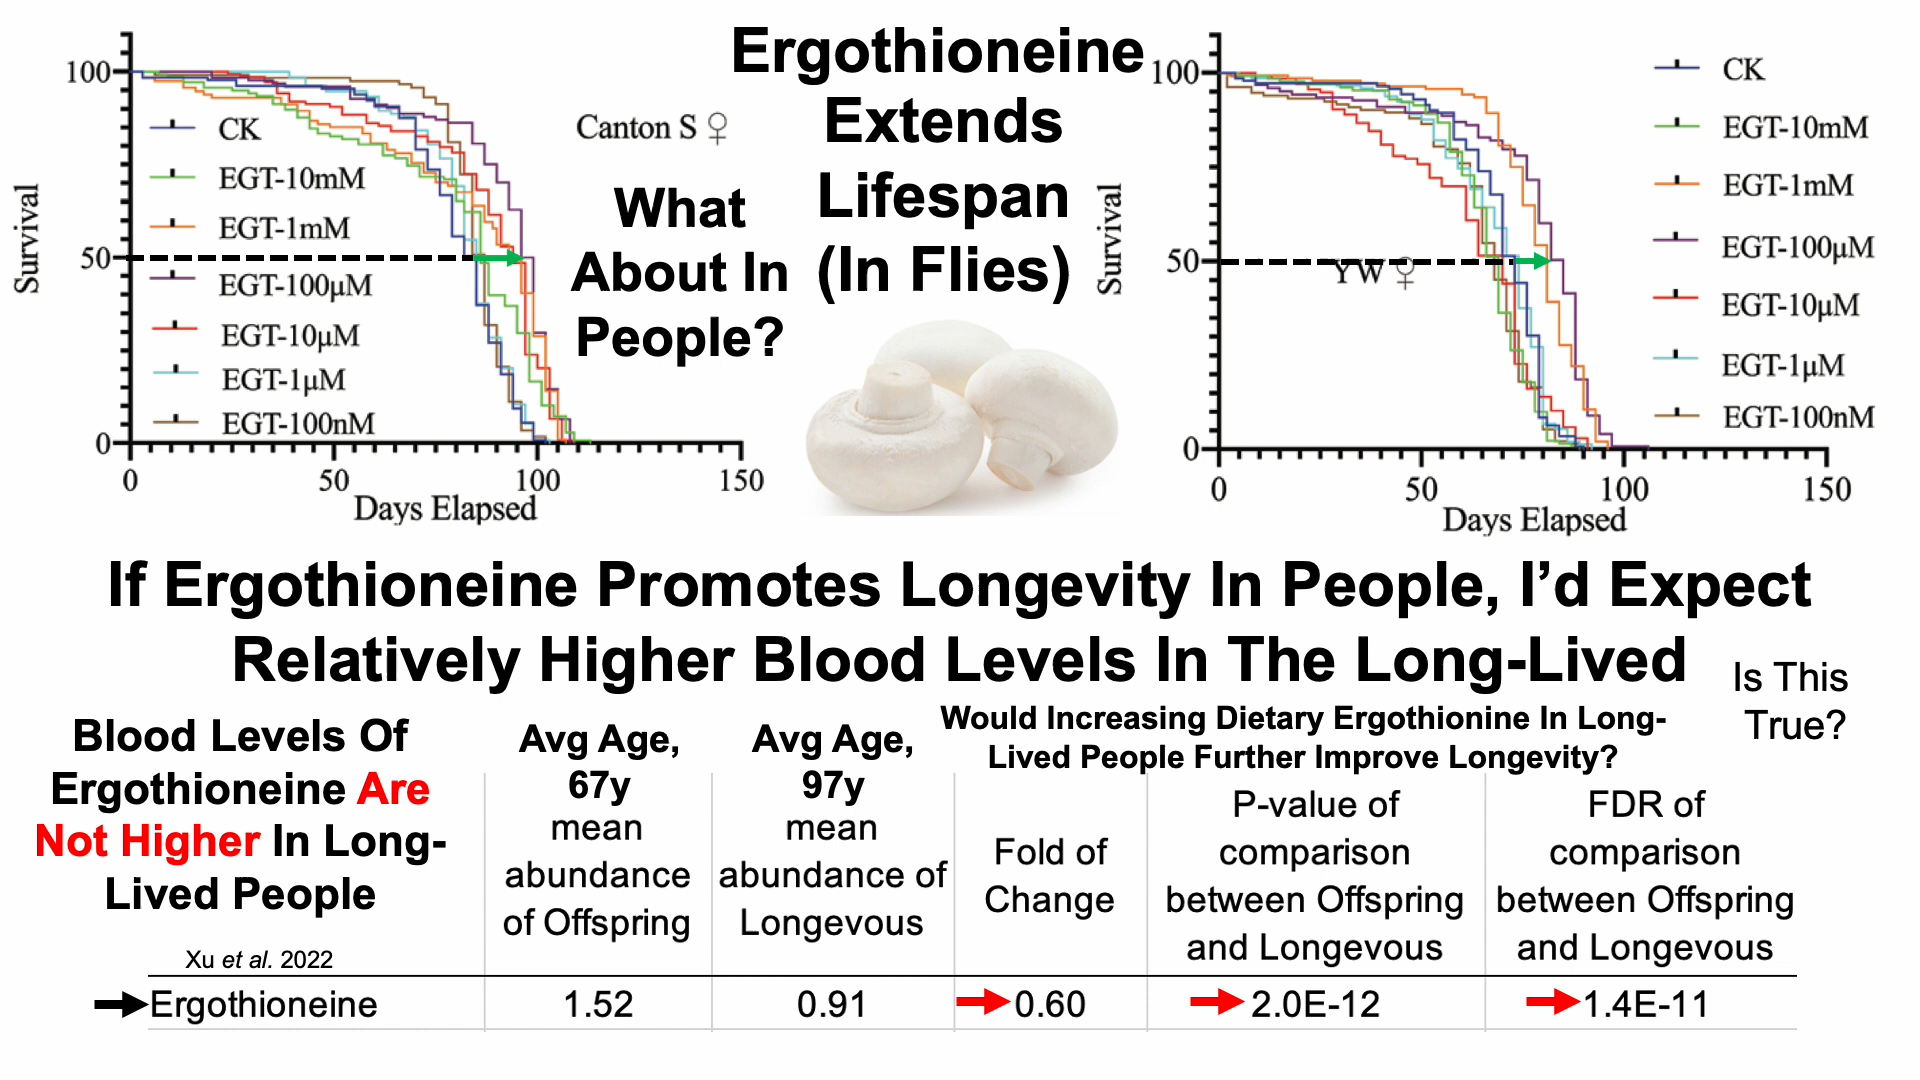 Ergothioneine
Extends
Lifespan
(In Flies)
What
About In
People?
Survival
100
50
0
0
50
100
150
Days Elapsed
Canton S ♀
CK
EGT-10mM
EGT-1mM
EGT-100μM
EGT-10μM
EGT-1μM
EGT-100nM
Survival
100
50
0
0
50
100
150
Days Elapsed
YW ♀
CK
EGT-10mM
EGT-1mM
EGT-100μM
EGT-10μM
EGT-1μM
EGT-100nM
If Ergothioneine Promotes Longevity In People, I’d Expect
Relatively Higher Blood Levels In The Long-Lived
Is This
True?
Blood Levels Of
Ergothioneine Are
Not Higher In Long-
Lived People
Xu et al. 2022
Would Increasing Dietary Ergothionine In Long-
Lived People Further Improve Longevity?
Avg Age,
67y
mean
abundance
of Offspring
Avg Age,
97y
mean
abundance of
Longevous
Fold of
Change
P-value of
comparison
between Offspring
and Longevous
FDR of
comparison
between Offspring
and Longevous
Ergothioneine 1.52 0.91 0.60 2.0E-12 1.4E-11